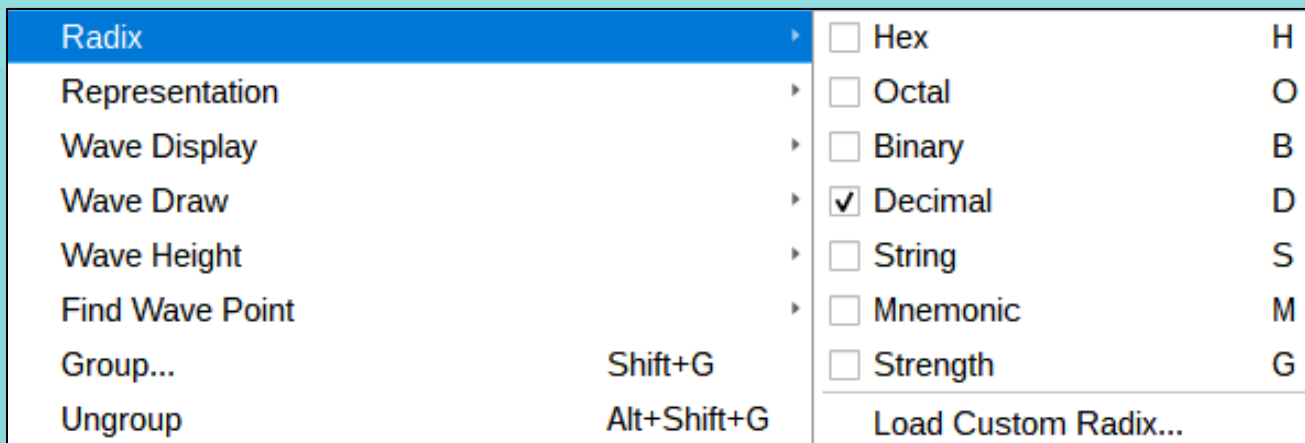 Radix
Representation
Wave Display
Wave Draw
Wave Height
Find Wave Point
Group... Shift+G
Ungroup Alt+Shift+G
Hex H
Octal O
Binary B
Decimal D
String S
Mnemonic M
Strength G
Load Custom Radix...